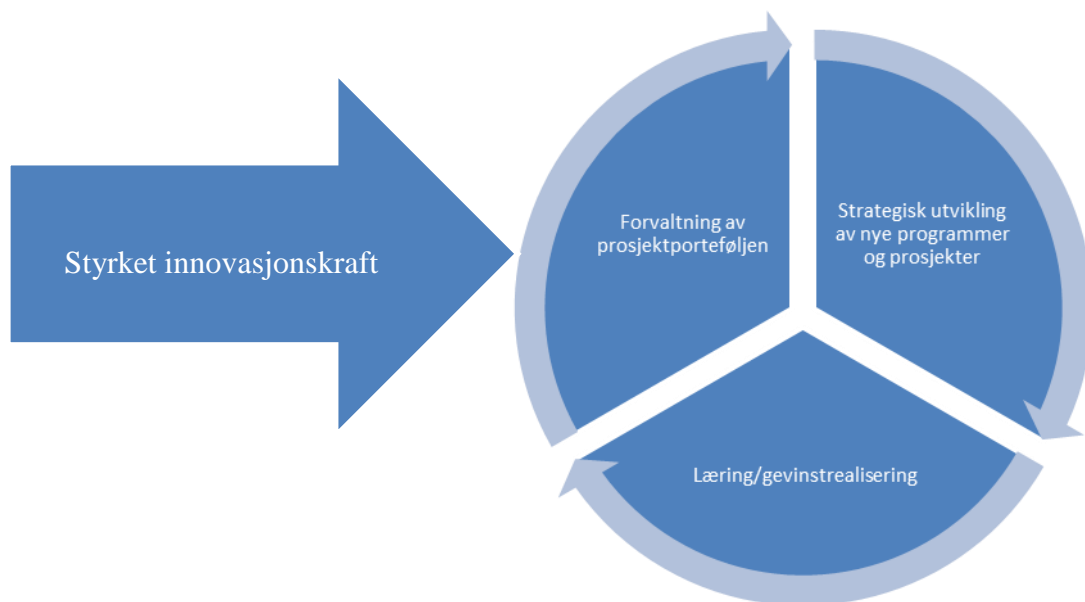 Styrket innovasjonskraft
Forvaltning av
prosjektporteføljen
Strategisk utvikling
av nye programmer
og prosjekter
Læring/gevinstrealisering